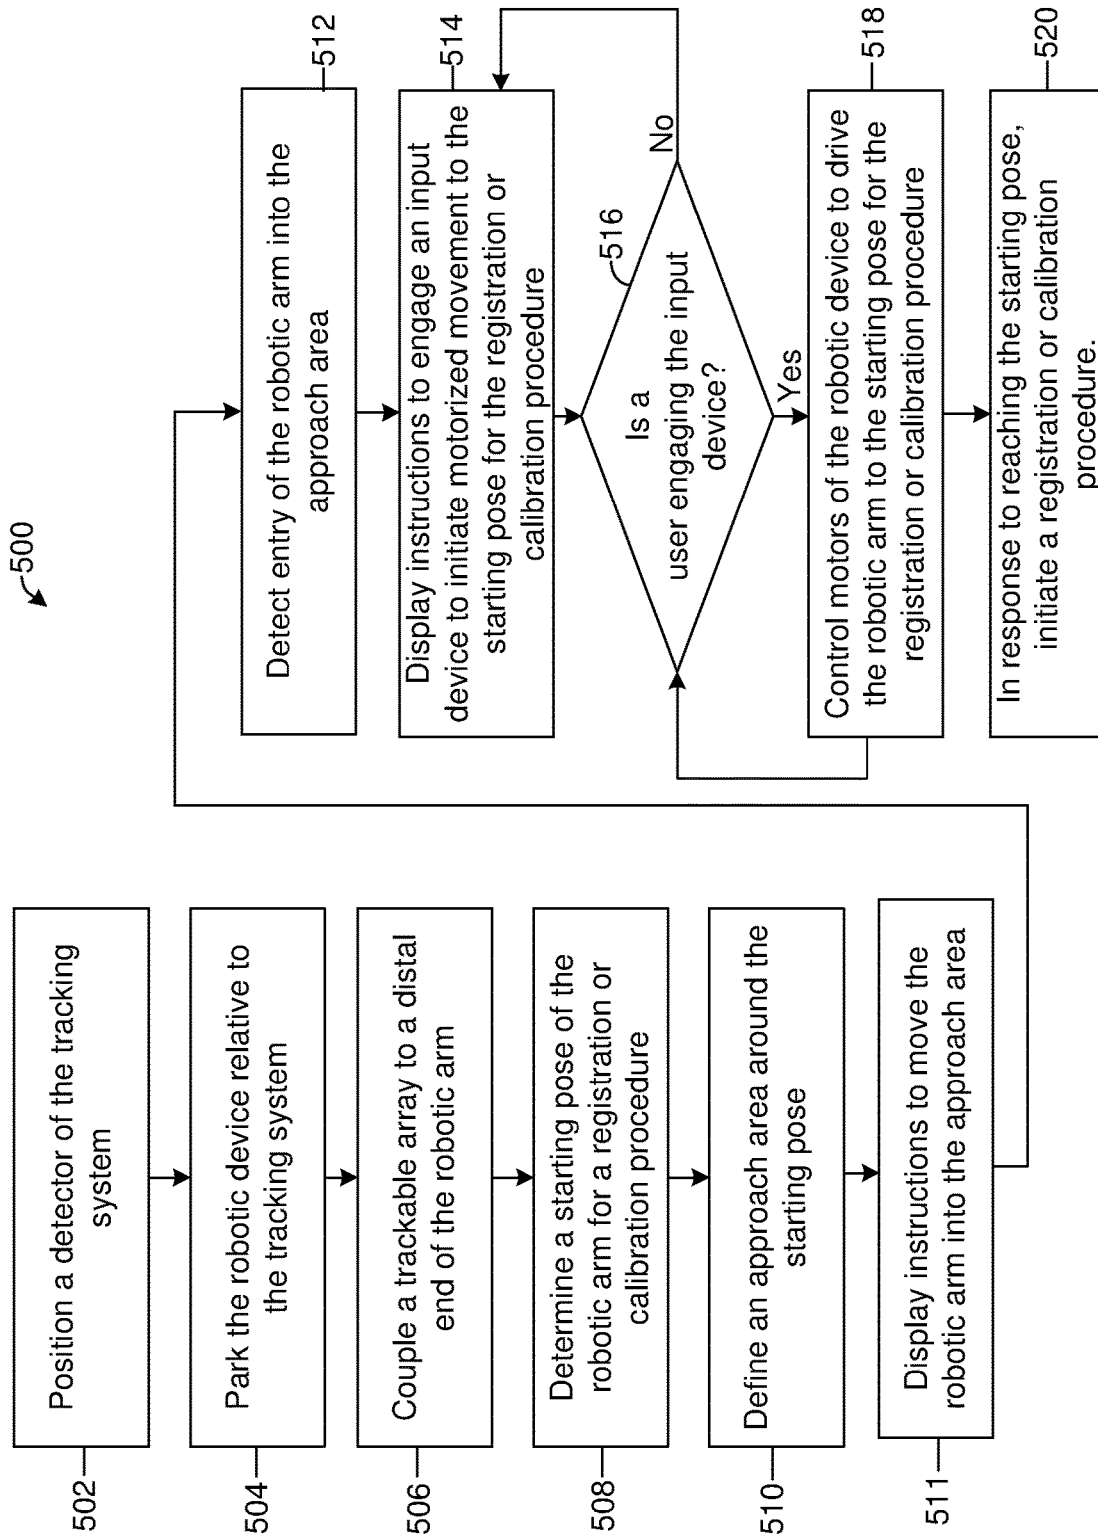 500
502
Position a detector of the tracking
system
504
Park the robotic device relative to
the tracking system
506
Couple a trackable array to a distal
end of the robotic arm
508
Determine a starting pose of the
robotic arm for a registration or
calibration procedure
510
Define an approach area around the
starting pose
511
Display instructions to move the
robotic arm into the approach area
512
Detect entry of the robotic arm into the
approach area
514
Display instructions to engage an input
device to initiate motorized movement to the
starting pose for the registration or
calibration procedure
516
Is a
user engaging the input
device?
No
Yes
518
Control motors of the robotic device to drive
the robotic arm to the starting pose for the
registration or calibration procedure
520
In response to reaching the starting pose,
initiate a registration or calibration
procedure.